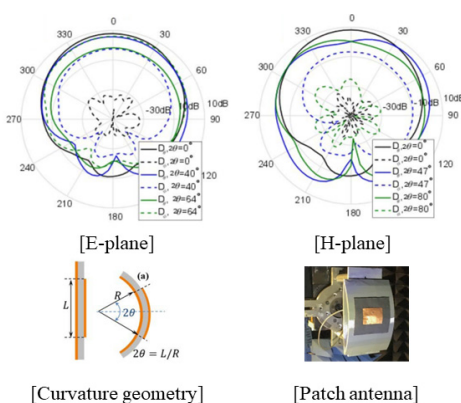 0
330
30
300
60
-30dB
-10dB
10dB
270
90
240
120
210
180
D, 2θ=0°
D, 2θ=0°
D, 2θ=40°
D, 2θ=40°
D, 2θ=64°
D, 2θ=64°
0
330
30
300
60
-30dB
-10dB
10dB
270
90
240
120
210
180
D, 2θ=0°
D, 2θ=0°
D, 2θ=47°
D, 2θ=47°
D, 2θ=80°
D, 2θ=80°
[E-plane]
[H-plane]
(a)
L
R
2θ
2θ = L/R
[Curvature geometry]
[Patch antenna]